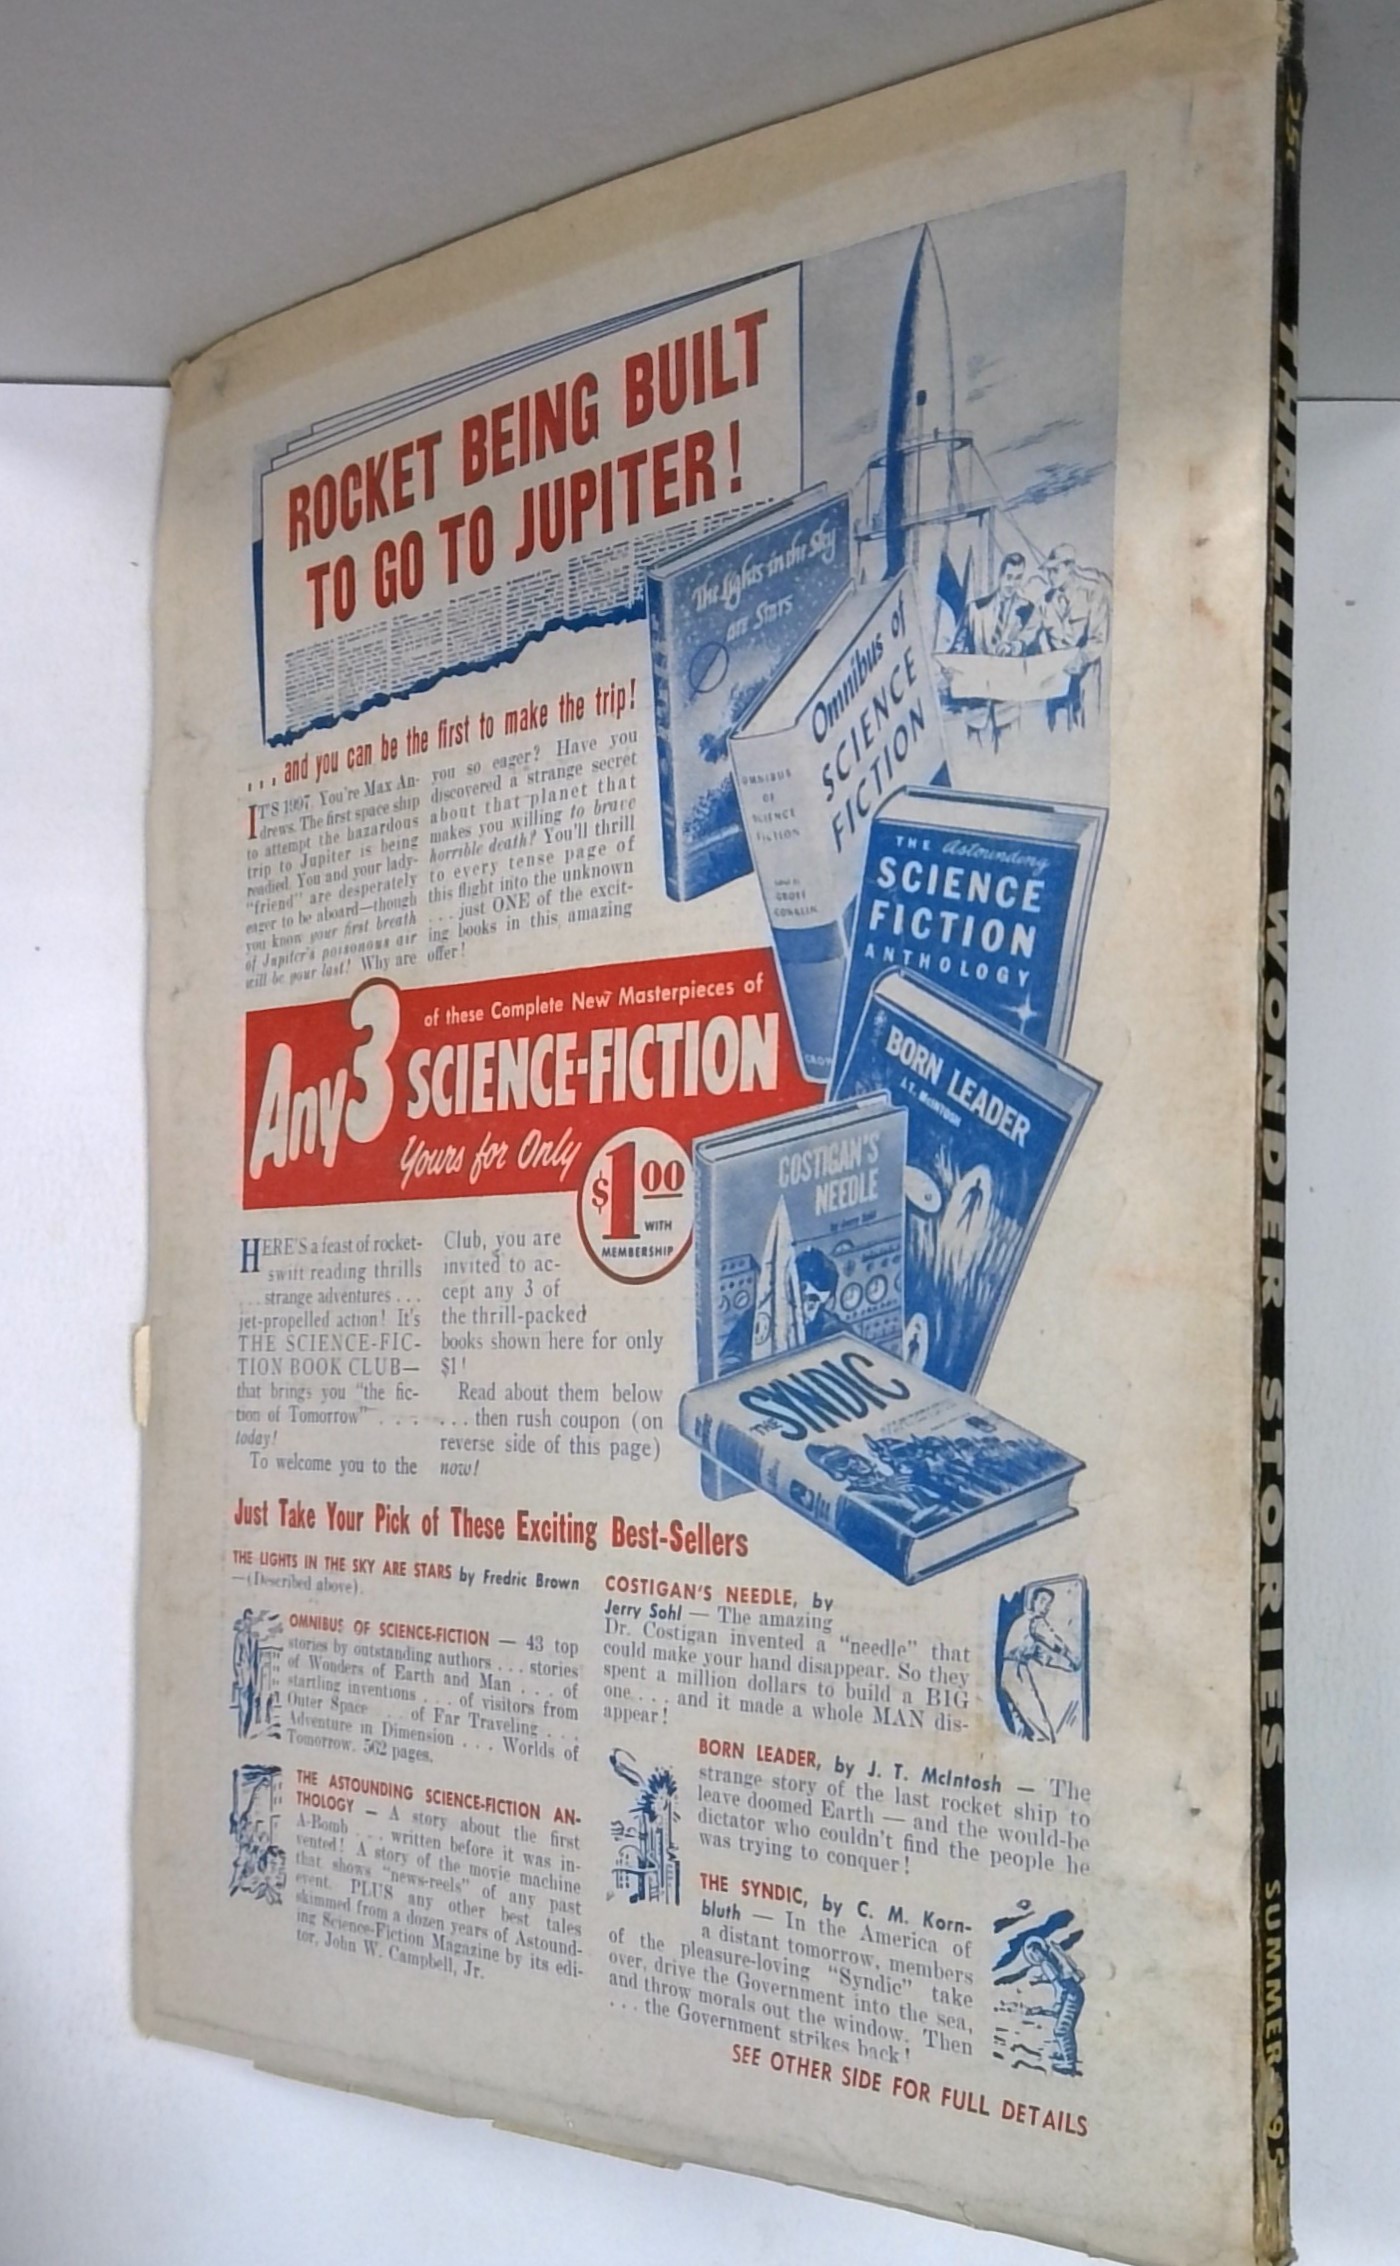 ROCKET BEING BUILT
TO GO TO JUPITER!
. . . and you can be the first to make the trip!
IT'S 1997. You're Max An-
drews. The first space ship
to attempt the hazardous
trip to Jupiter is being
readied. You and your lady-
"friend" are desperately
eager to be aboard—though
you know your first breath
of Jupiter's poisonous air
will be your last! Why are
you so eager? Have you
discovered a strange secret
about that planet that
makes you willing to brave
horrible death? You'll thrill
to every tense page of
this flight into the unknown
. . . just ONE of the excit-
ing books in this amazing
offer!
The Lights in the Sky
are Stars
Omnibus of
SCIENCE
FICTION
OMNIBUS
OF
SCIENCE
FICTION
GROFF
CONKLIN
CROWN
THE Astounding
SCIENCE
FICTION
ANTHOLOGY
BORN LEADER
J.T. McINTOSH
COSTIGAN'S
NEEDLE
by Jerry Sohl
THE SYNDIC
Any 3
of these Complete New Masterpieces of
SCIENCE-FICTION
Yours for Only
$1.00
WITH
MEMBERSHIP
HERE'S a feast of rocket-
swift reading thrills
. . . strange adventures . . .
jet-propelled action! It's
THE SCIENCE-FIC-
TION BOOK CLUB—
that brings you "the fic-
tion of Tomorrow" . . .
today!
To welcome you to the
Club, you are
invited to ac-
cept any 3 of
the thrill-packed
books shown here for only
$1!
Read about them below
. . . then rush coupon (on
reverse side of this page)
now!
Just Take Your Pick of These Exciting Best-Sellers
THE LIGHTS IN THE SKY ARE STARS by Fredric Brown
—(Described above).
OMNIBUS OF SCIENCE-FICTION — 43 top
stories by outstanding authors . . . stories
of Wonders of Earth and Man . . . of
startling inventions . . . of visitors from
Outer Space . . . of Far Traveling . . .
Adventure in Dimension . . . Worlds of
Tomorrow. 562 pages.
THE ASTOUNDING SCIENCE-FICTION AN-
THOLOGY — A story about the first
A-Bomb . . . written before it was in-
vented! A story of the movie machine
that shows "news-reels" of any past
event. PLUS any other best tales
skimmed from a dozen years of Astound-
ing Science-Fiction Magazine by its edi-
tor, John W. Campbell, Jr.
COSTIGAN'S NEEDLE, by
Jerry Sohl — The amazing
Dr. Costigan invented a "needle" that
could make your hand disappear. So they
spent a million dollars to build a BIG
one. . . . and it made a whole MAN dis-
appear!
BORN LEADER, by J. T. McIntosh — The
strange story of the last rocket ship to
leave doomed Earth — and the would-be
dictator who couldn't find the people he
was trying to conquer!
THE SYNDIC, by C. M. Korn-
bluth — In the America of
a distant tomorrow, members
of the pleasure-loving "Syndic" take
over, drive the Government into the sea,
and throw morals out the window. Then
. . . the Government strikes back!
SEE OTHER SIDE FOR FULL DETAILS
25c THRILLING WONDER STORIES SUMMER